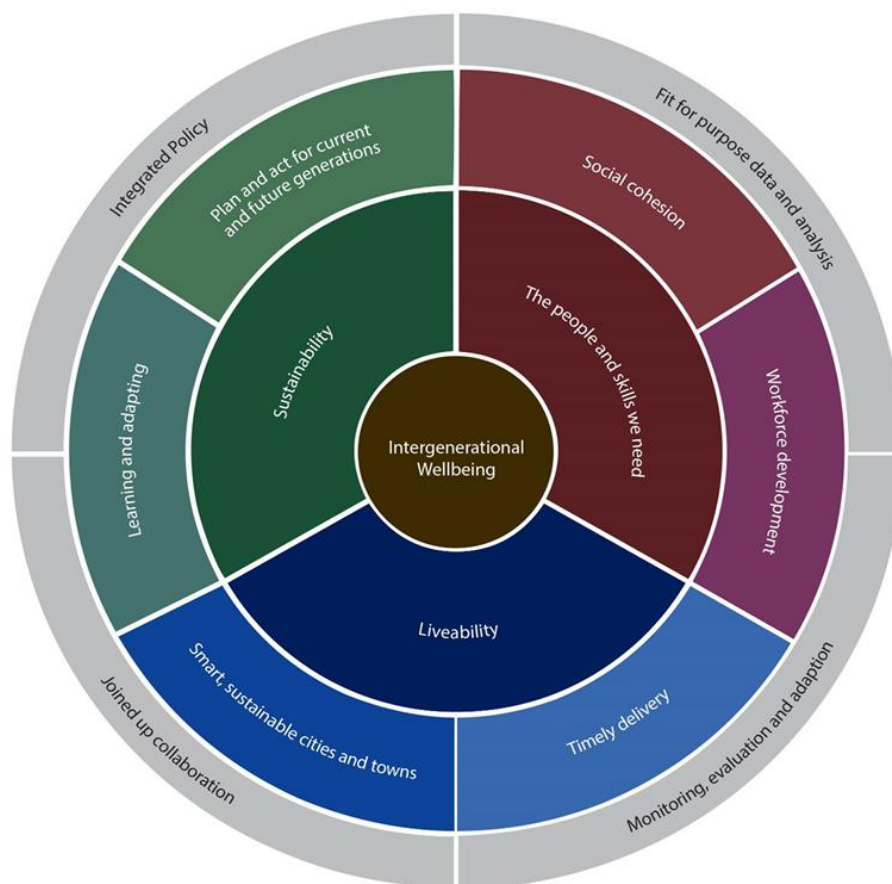 Integrated Policy
Fit for purpose data and analysis
Plan and act for current
and future generations
Social cohesion
Sustainability
The people and skills we need
Learning and adapting
Workforce development
Intergenerational
Wellbeing
Liveability
Smart, sustainable cities and towns
Timely delivery
Joined up collaboration
Monitoring, evaluation and adaption